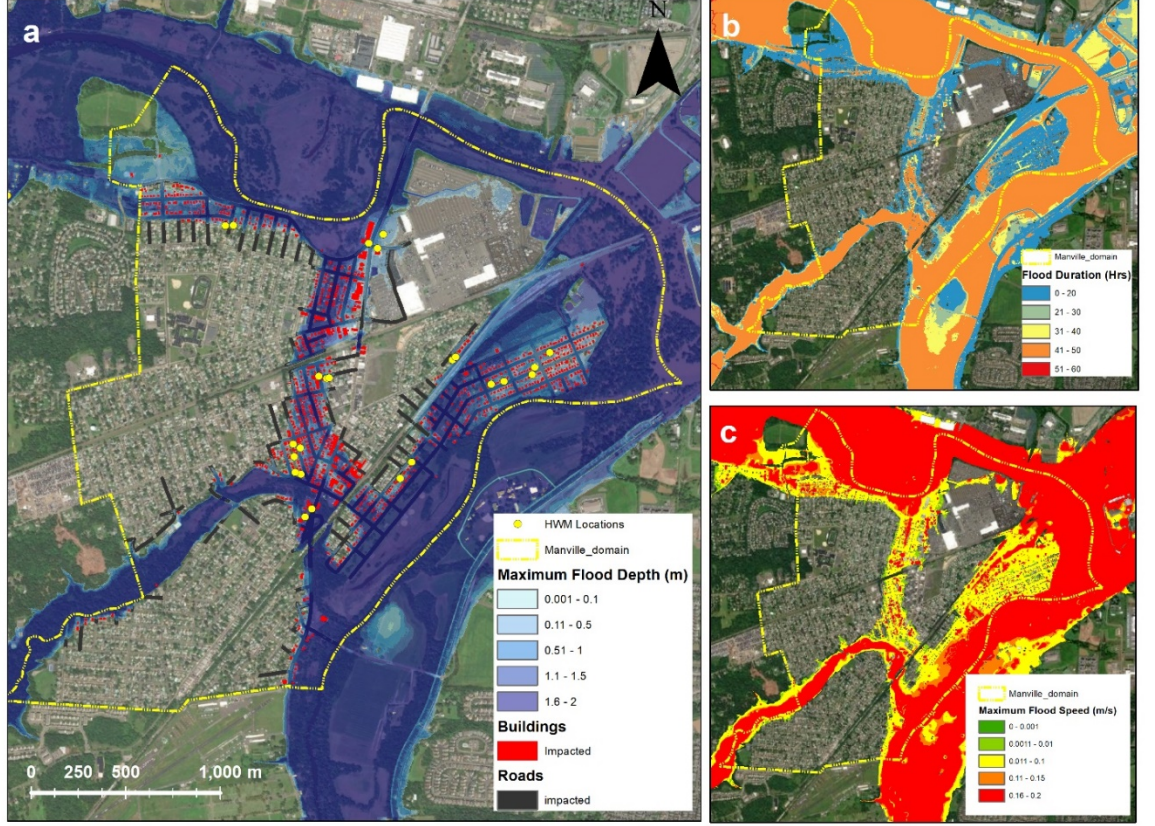 a
N
HWM Locations
Manville_domain
Maximum Flood Depth (m)
0.001 - 0.1
0.11 - 0.5
0.51 - 1
1.1 - 1.5
1.6 - 2
Buildings
Impacted
Roads
impacted
0 250 500 1,000 m
b
Manville_domain
Flood Duration (Hrs)
0 - 20
21 - 30
31 - 40
41 - 50
51 - 60
c
Manville_domain
Maximum Flood Speed (m/s)
0 - 0.001
0.0011 - 0.01
0.011 - 0.1
0.11 - 0.15
0.16 - 0.2